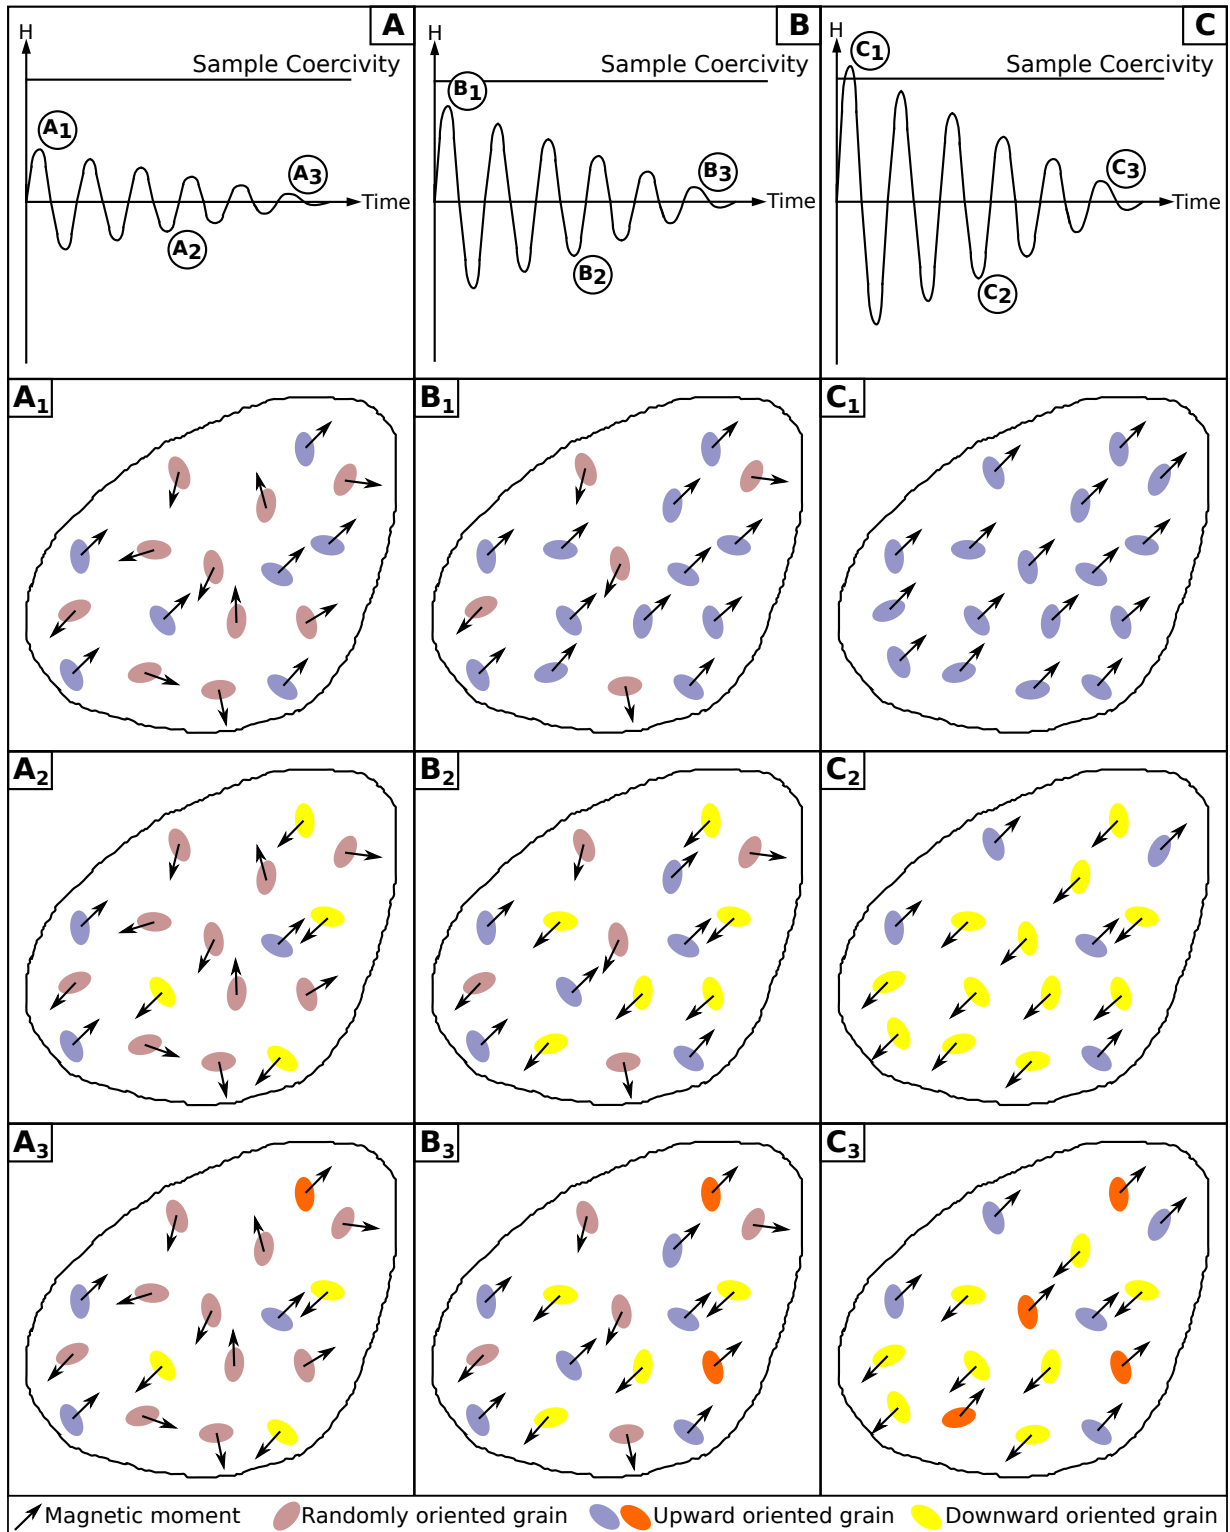 A B C
H H H
Sample Coercivity Sample Coercivity Sample Coercivity
A1 B1 C1
A3 B3 C3
Time Time Time
A2 B2 C2
A1 B1 C1
A2 B2 C2
A3 B3 C3
Magnetic moment Randomly oriented grain Upward oriented grain Downward oriented grain